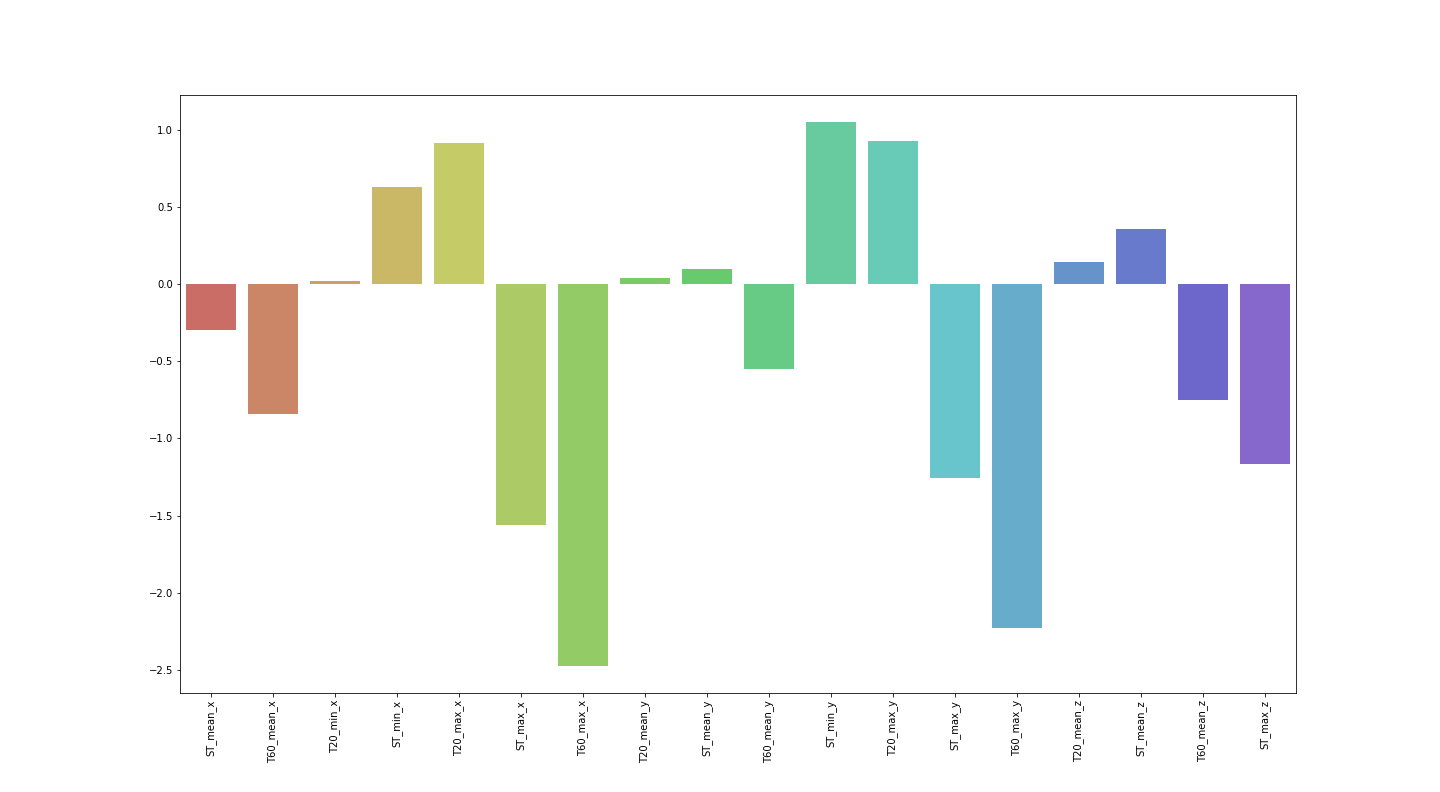 1.0
0.5
0.0
−0.5
−1.0
−1.5
−2.0
−2.5
ST_mean_x
T60_mean_x
T20_min_x
ST_min_x
T20_max_x
ST_max_x
T60_max_x
T20_mean_y
ST_mean_y
T60_mean_y
ST_min_y
T20_max_y
ST_max_y
T60_max_y
T20_mean_z
ST_mean_z
T60_mean_z
ST_max_z